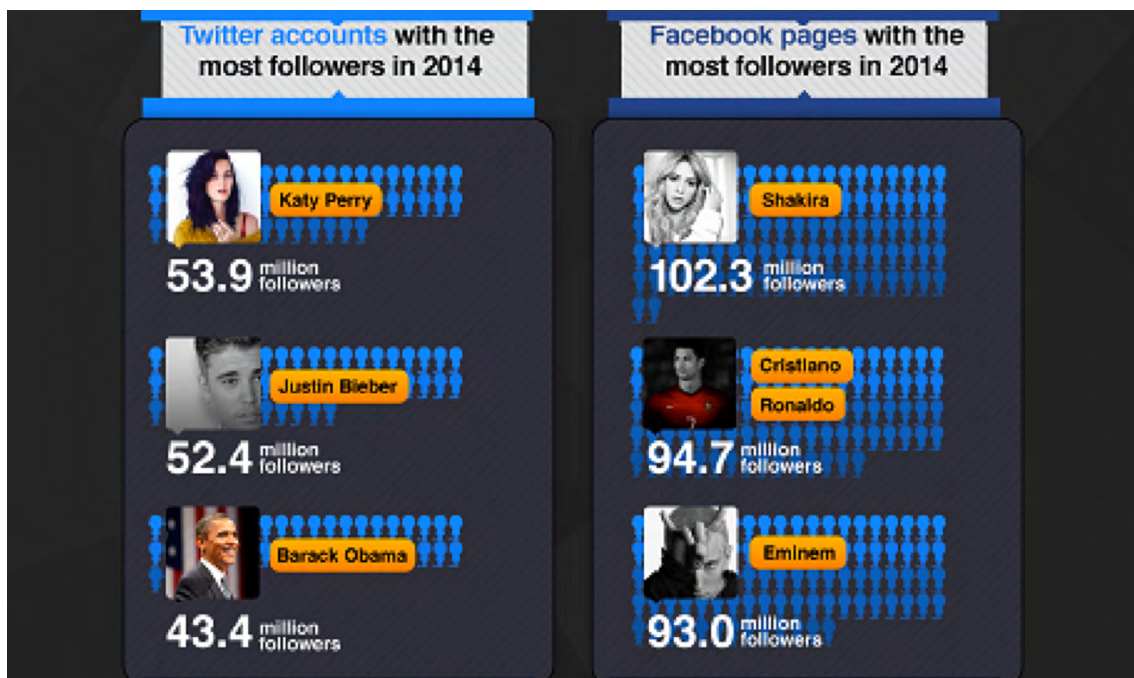 Twitter accounts with the
most followers in 2014
Katy Perry
53.9 million
followers
Justin Bieber
52.4 million
followers
Barack Obama
43.4 million
followers
Facebook pages with the
most followers in 2014
Shakira
102.3 million
followers
Cristiano
Ronaldo
94.7 million
followers
Eminem
93.0 million
followers